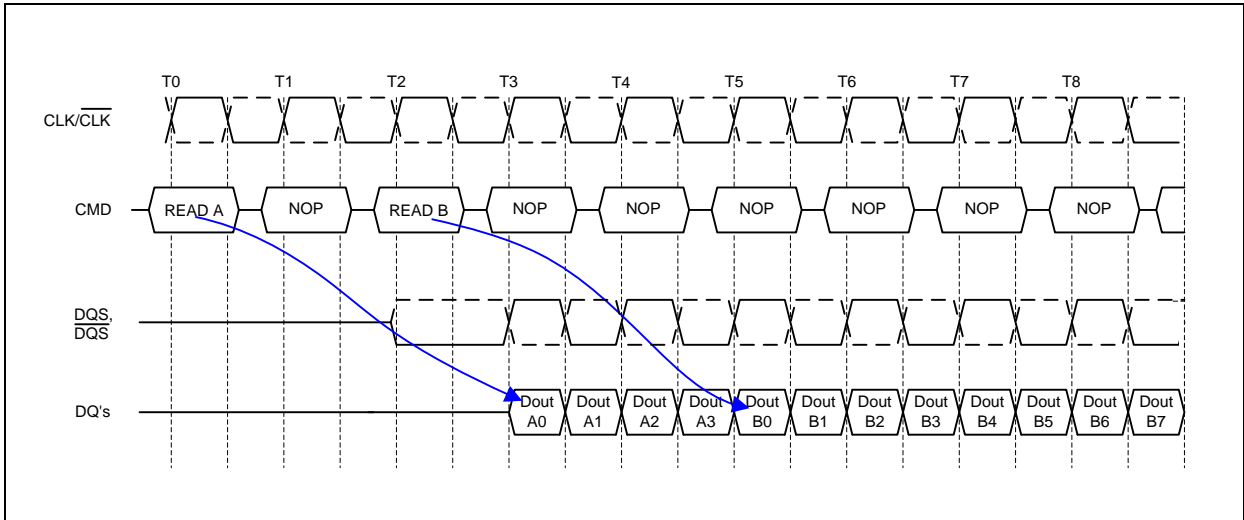 T0 T1 T2 T3 T4 T5 T6 T7 T8
CLK/CLK
CMD READ A NOP READ B NOP NOP NOP NOP NOP NOP
DQS,
DQS
DQ's
Dout Dout Dout Dout Dout Dout Dout Dout Dout Dout Dout Dout
A0 A1 A2 A3 B0 B1 B2 B3 B4 B5 B6 B7